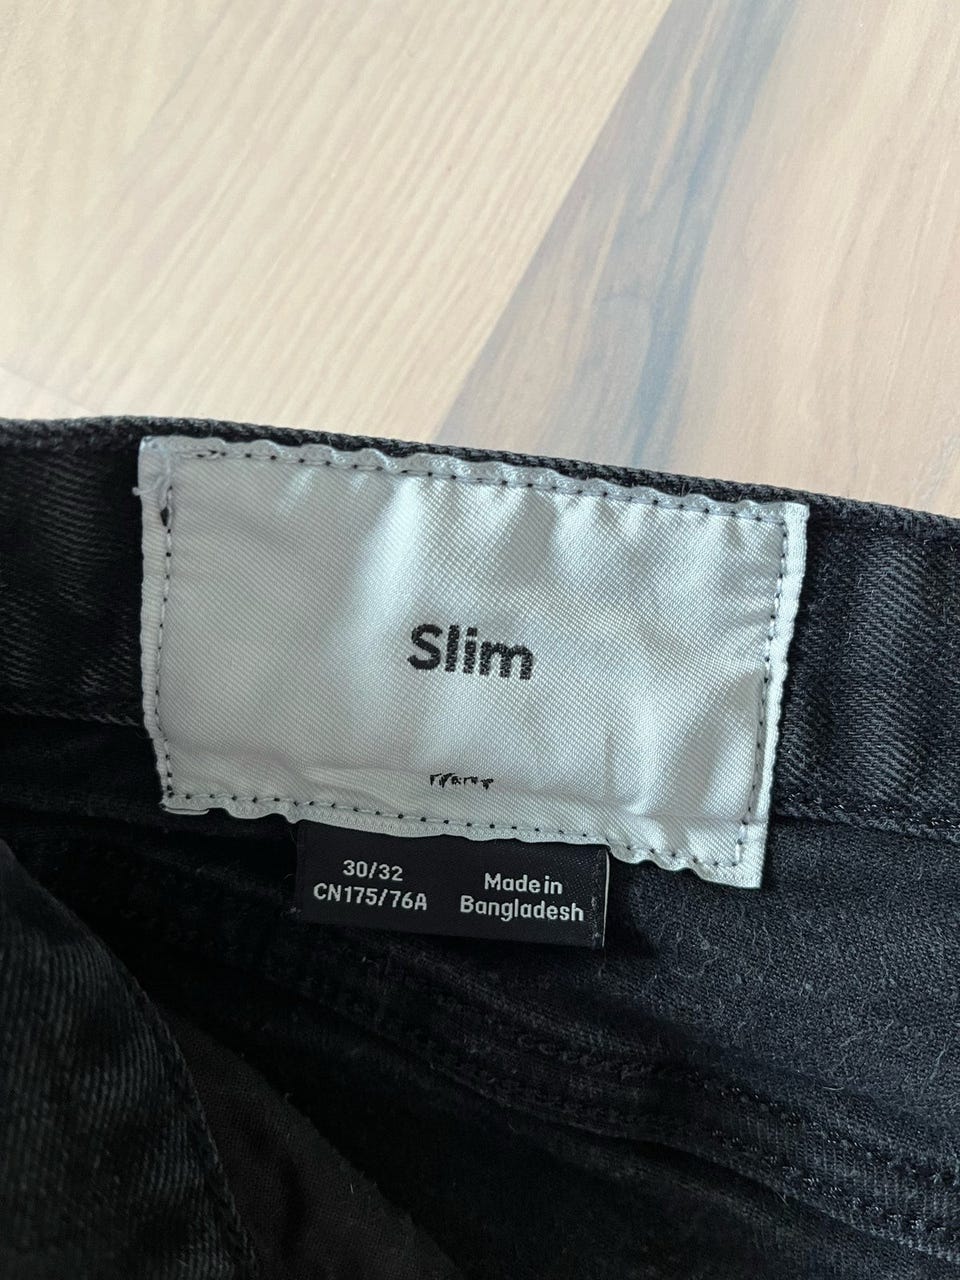 Slim
30/32
CN175/76A
Made in
Bangladesh